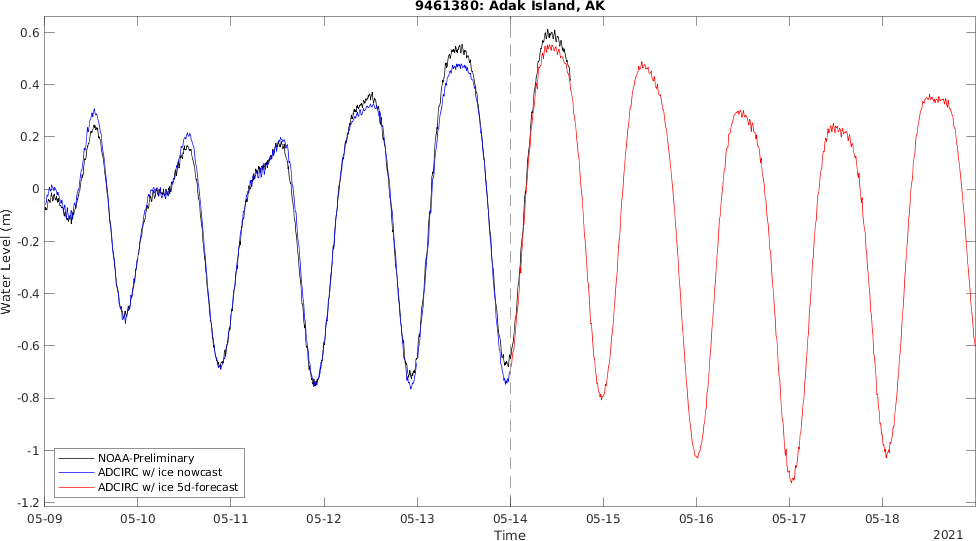 9461380: Adak Island, AK
0.6
0.4
0.2
0
-0.2
-0.4
-0.6
-0.8
-1
-1.2
Water Level (m)
NOAA-Preliminary
ADCIRC w/ ice nowcast
ADCIRC w/ ice 5d-forecast
05-09 05-10 05-11 05-12 05-13 05-14 05-15 05-16 05-17 05-18
Time
2021